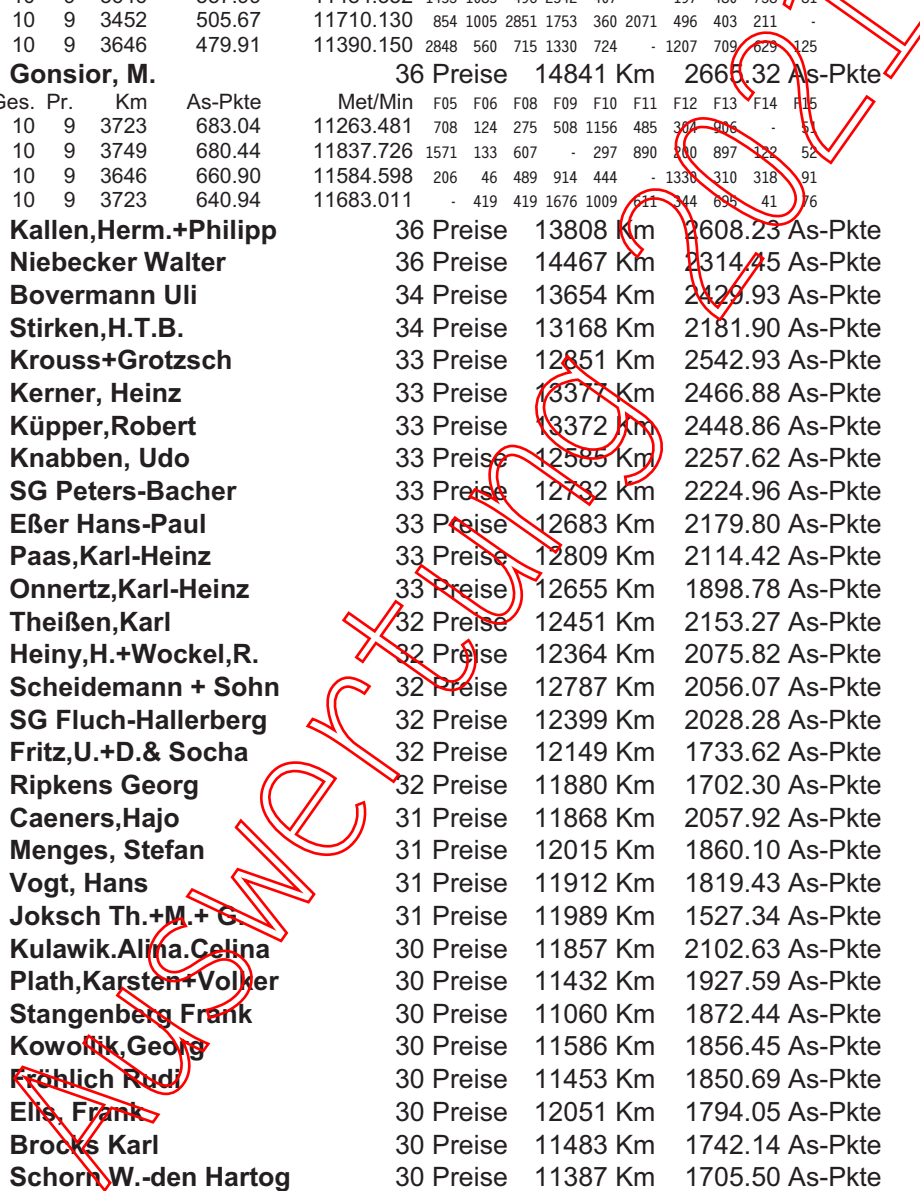 10 9 3452 505.67 11710.130 854 1005 2851 1753 360 2071 496 403 211 -
10 9 3646 479.91 11390.150 2848 560 715 1330 724 - 1207 709 629 125
Gonsior, M. 36 Preise 14841 Km 2665.32 As-Pkte
Ges. Pr. Km As-Pkte Met/Min F05 F06 F08 F09 F10 F11 F12 F13 F14 F15
10 9 3723 683.04 11263.481 708 124 275 508 1156 485 304 906 - 51
10 9 3749 680.44 11837.726 1571 133 607 - 297 890 200 897 122 52
10 9 3646 660.90 11584.598 206 46 489 914 444 - 1330 310 318 91
10 9 3723 640.94 11683.011 - 419 419 1676 1009 611 344 695 41 76
Kallen,Herm.+Philipp 36 Preise 13808 Km 2608.23 As-Pkte
Niebecker Walter 36 Preise 14467 Km 2314.45 As-Pkte
Bovermann Uli 34 Preise 13654 Km 2429.93 As-Pkte
Stirken,H.T.B. 34 Preise 13168 Km 2181.90 As-Pkte
Krouss+Grotzsch 33 Preise 12851 Km 2542.93 As-Pkte
Kerner, Heinz 33 Preise 13377 Km 2466.88 As-Pkte
Küpper,Robert 33 Preise 13372 Km 2448.86 As-Pkte
Knabben, Udo 33 Preise 12585 Km 2257.62 As-Pkte
SG Peters-Bacher 33 Preise 12732 Km 2224.96 As-Pkte
Eßer Hans-Paul 33 Preise 12683 Km 2179.80 As-Pkte
Paas,Karl-Heinz 33 Preise 12809 Km 2114.42 As-Pkte
Onnertz,Karl-Heinz 33 Preise 12655 Km 1898.78 As-Pkte
Theißen,Karl 32 Preise 12451 Km 2153.27 As-Pkte
Heiny,H.+Wockel,R. 32 Preise 12364 Km 2075.82 As-Pkte
Scheidemann + Sohn 32 Preise 12787 Km 2056.07 As-Pkte
SG Fluch-Hallerberg 32 Preise 12399 Km 2028.28 As-Pkte
Fritz,U.+D.& Socha 32 Preise 12149 Km 1733.62 As-Pkte
Ripkens Georg 32 Preise 11880 Km 1702.30 As-Pkte
Caeners,Hajo 31 Preise 11868 Km 2057.92 As-Pkte
Menges, Stefan 31 Preise 12015 Km 1860.10 As-Pkte
Vogt, Hans 31 Preise 11912 Km 1819.43 As-Pkte
Joksch Th.+M.+ G. 31 Preise 11989 Km 1527.34 As-Pkte
Kulawik.Alina.Celina 30 Preise 11857 Km 2102.63 As-Pkte
Plath,Karsten+Volker 30 Preise 11432 Km 1927.59 As-Pkte
Stangenberg Frank 30 Preise 11060 Km 1872.44 As-Pkte
Kowollik,Georg 30 Preise 11586 Km 1856.45 As-Pkte
Fröhlich Rudi 30 Preise 11453 Km 1850.69 As-Pkte
Elis, Frank 30 Preise 12051 Km 1794.05 As-Pkte
Brocks Karl 30 Preise 11483 Km 1742.14 As-Pkte
Schorn W.-den Hartog 30 Preise 11387 Km 1705.50 As-Pkte
Auswertung 2021